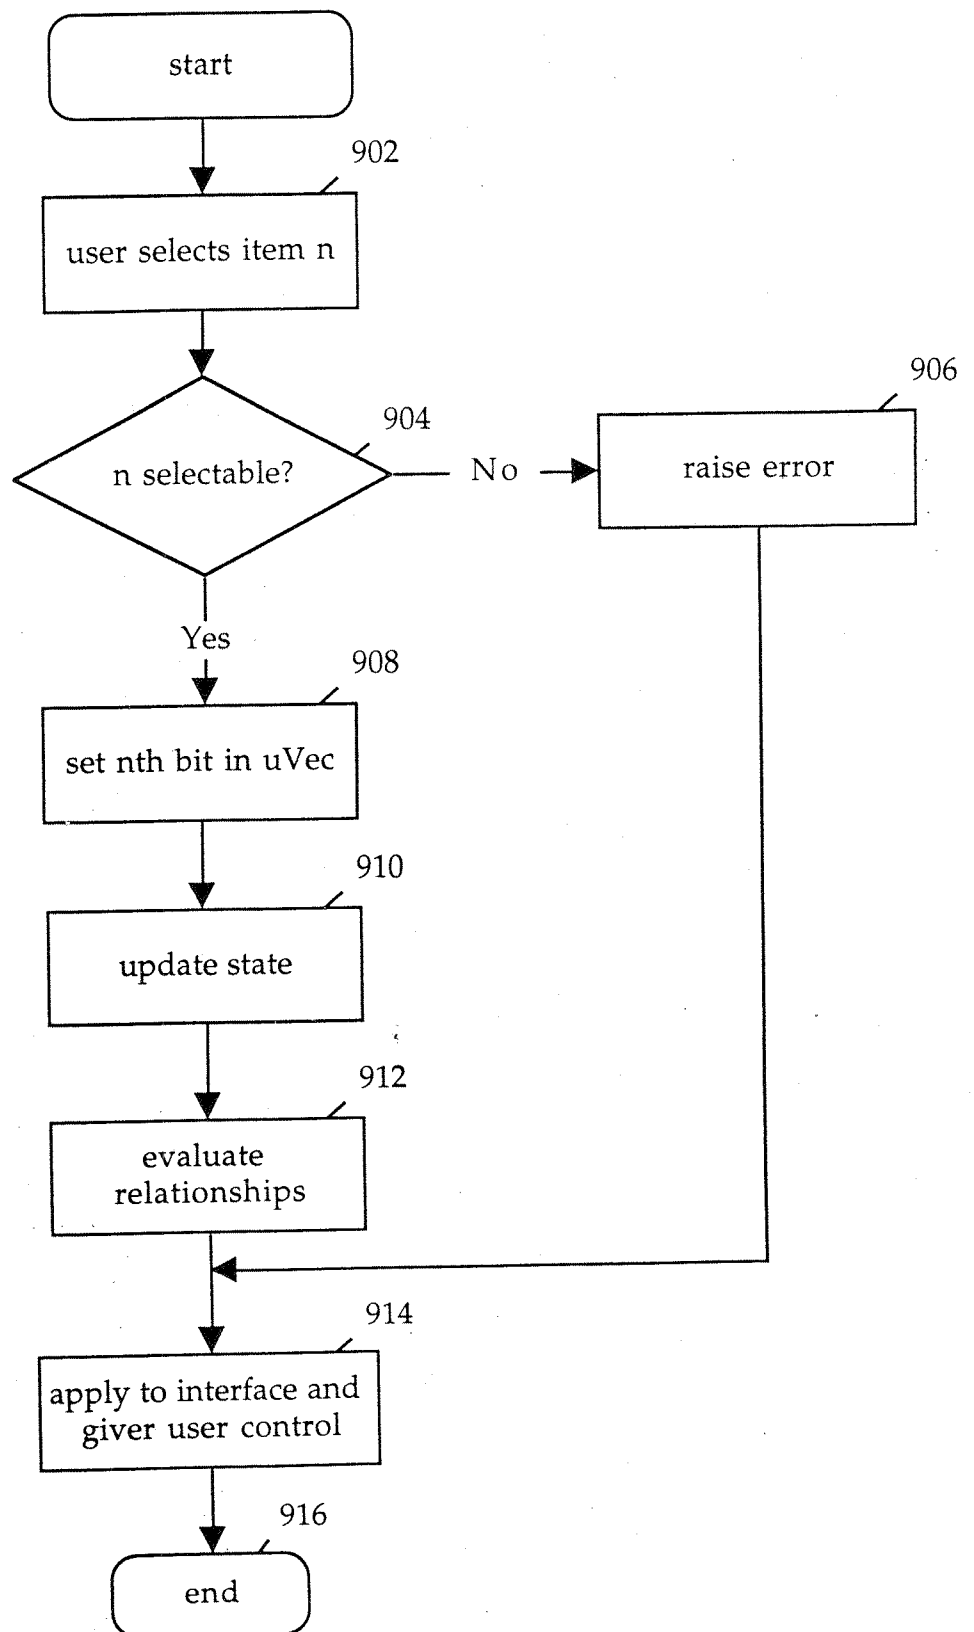 start
902
user selects item n
904
n selectable?
No
906
raise error
Yes
908
set nth bit in uVec
910
update state
912
evaluate
relationships
914
apply to interface and
giver user control
916
end